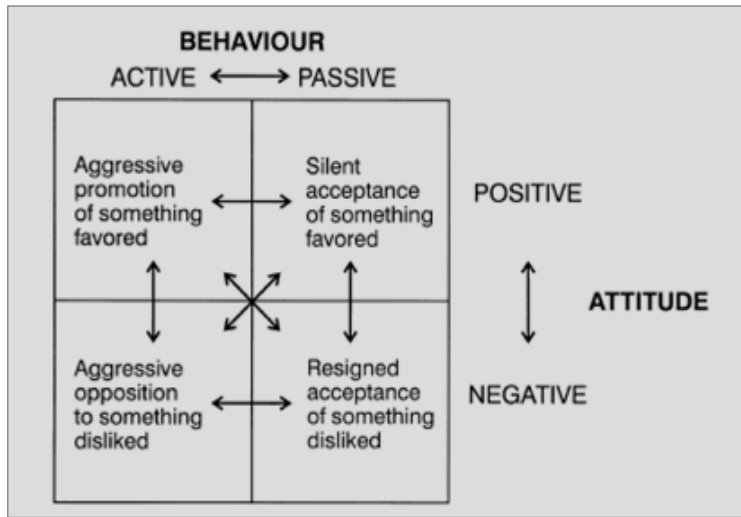 BEHAVIOUR
ACTIVE PASSIVE
Aggressive
promotion
of something
favored
Silent
acceptance
of something
favored
POSITIVE
ATTITUDE
Aggressive
opposition
to something
disliked
Resigned
acceptance
of something
disliked
NEGATIVE